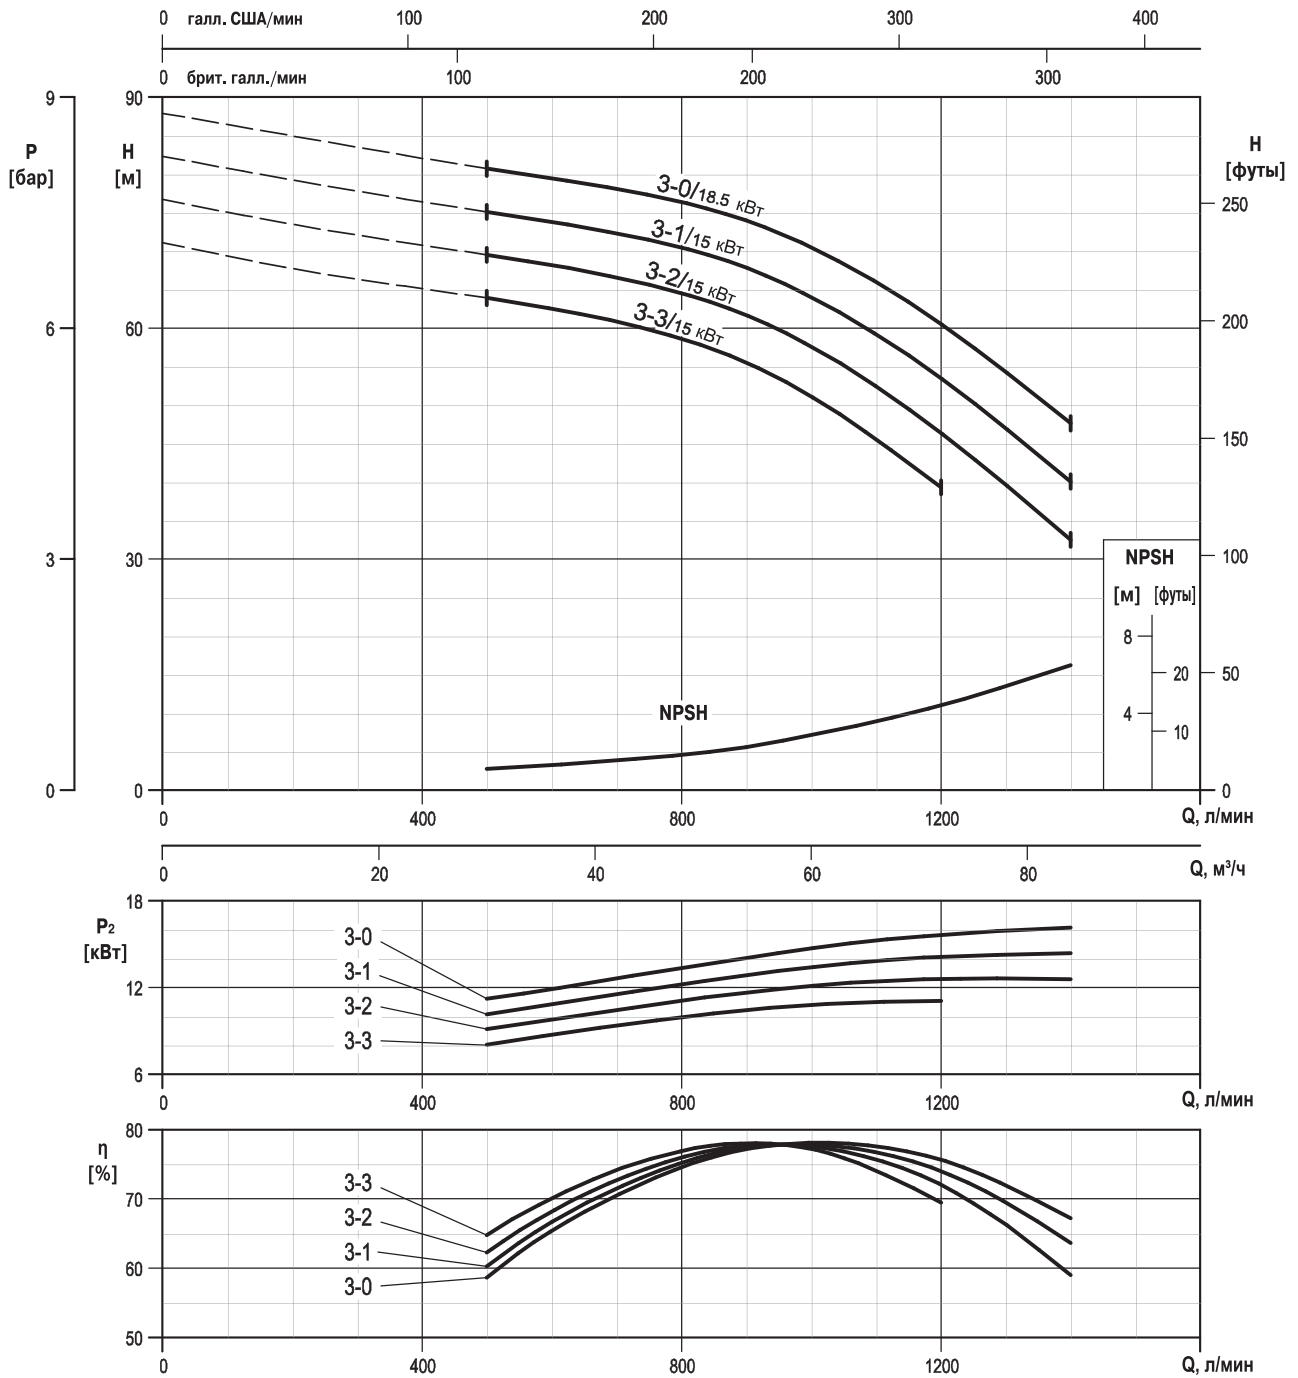 0 галл. США/мин 100 200 300 400
0 брит. галл./мин 100 200 300
9 90
P
[бар]
H
[м]
H
[футы]
3-0/18.5 кВт
250
3-1/15 кВт
3-2/15 кВт
3-3/15 кВт
6 60 200
150
3 30 100
NPSH
[м] [футы]
8
20 50
NPSH
4
10
0 0 0
0 400 800 1200 Q, л/мин
0 20 40 60 80 Q, м³/ч
18
P₂
[кВт]
3-0
3-1
12
3-2
3-3
6
0 400 800 1200 Q, л/мин
80
η
[%]
3-3
70
3-2
3-1
60
3-0
50
0 400 800 1200 Q, л/мин